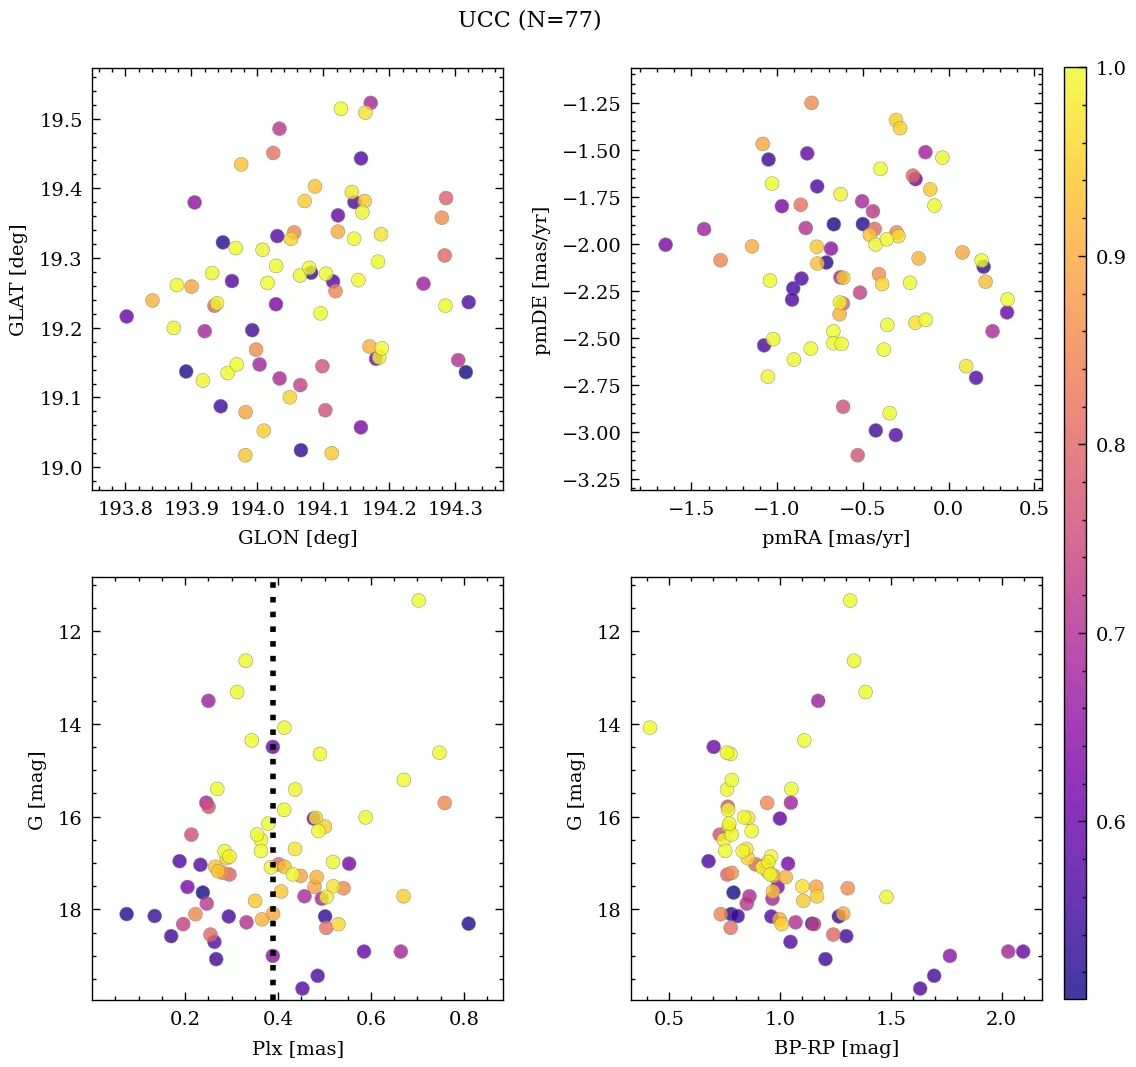 UCC (N=77)
19.5
19.4
19.3
19.2
19.1
19.0
GLAT [deg]
193.8 193.9 194.0 194.1 194.2 194.3
GLON [deg]
−1.25
−1.50
−1.75
−2.00
−2.25
−2.50
−2.75
−3.00
−3.25
pmDE [mas/yr]
−1.5 −1.0 −0.5 0.0 0.5
pmRA [mas/yr]
12
14
16
18
G [mag]
0.2 0.4 0.6 0.8
Plx [mas]
12
14
16
18
G [mag]
0.5 1.0 1.5 2.0
BP-RP [mag]
1.0
0.9
0.8
0.7
0.6